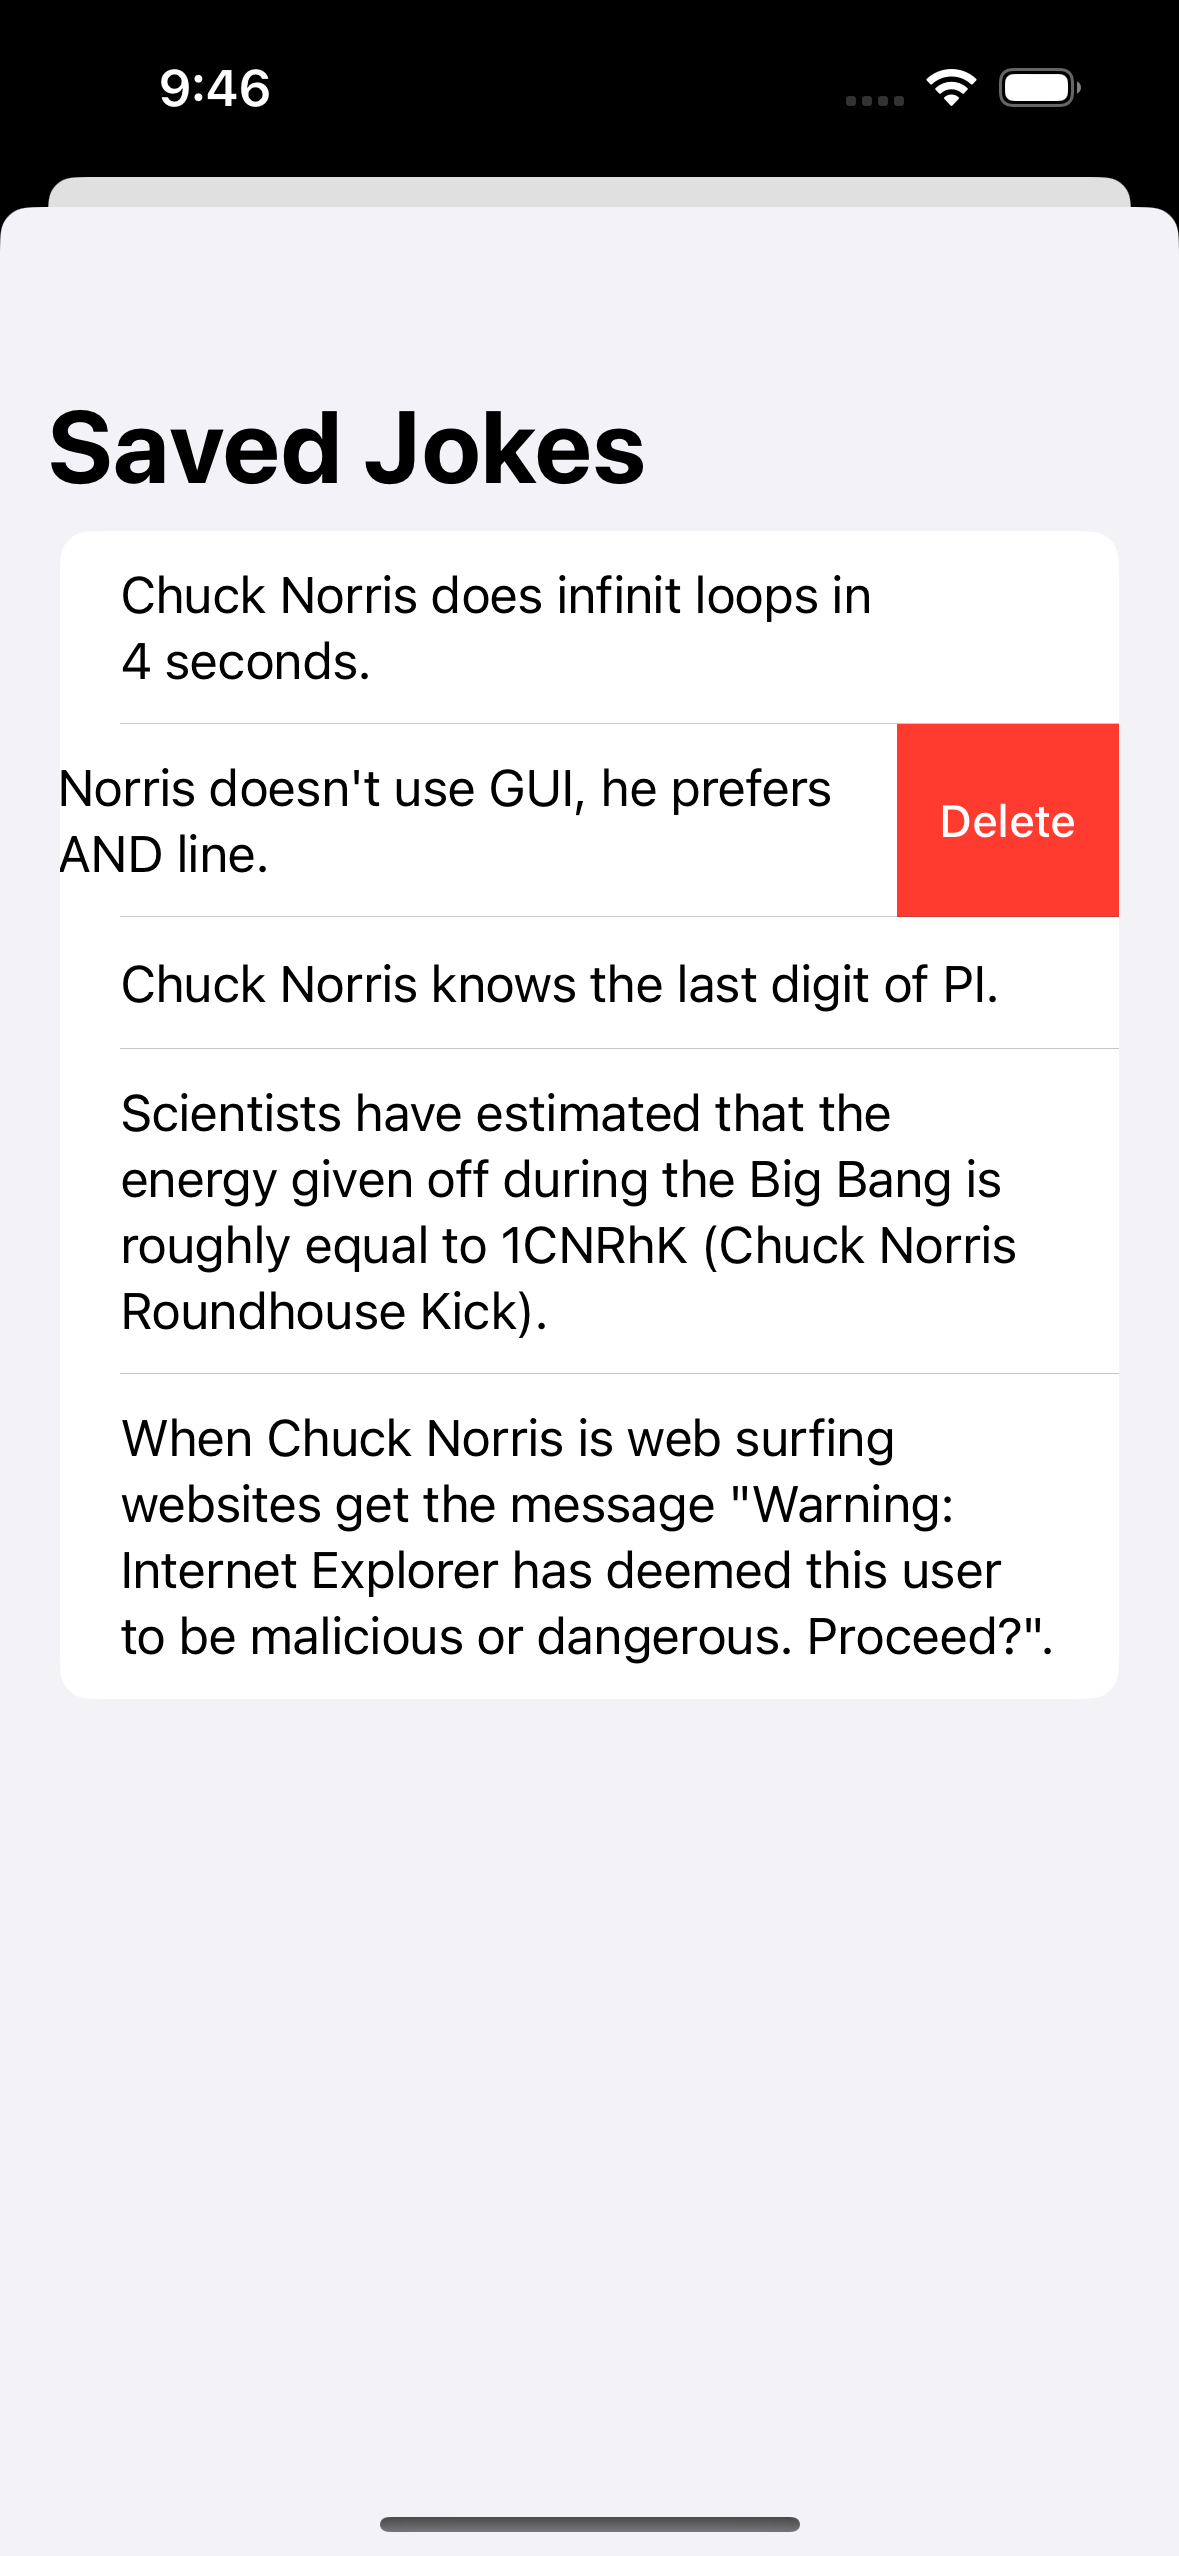 9:46
Saved Jokes
Chuck Norris does infinit loops in
4 seconds.
Norris doesn't use GUI, he prefers
AND line.
Delete
Chuck Norris knows the last digit of PI.
Scientists have estimated that the
energy given off during the Big Bang is
roughly equal to 1CNRhK (Chuck Norris
Roundhouse Kick).
When Chuck Norris is web surfing
websites get the message "Warning:
Internet Explorer has deemed this user
to be malicious or dangerous. Proceed?".